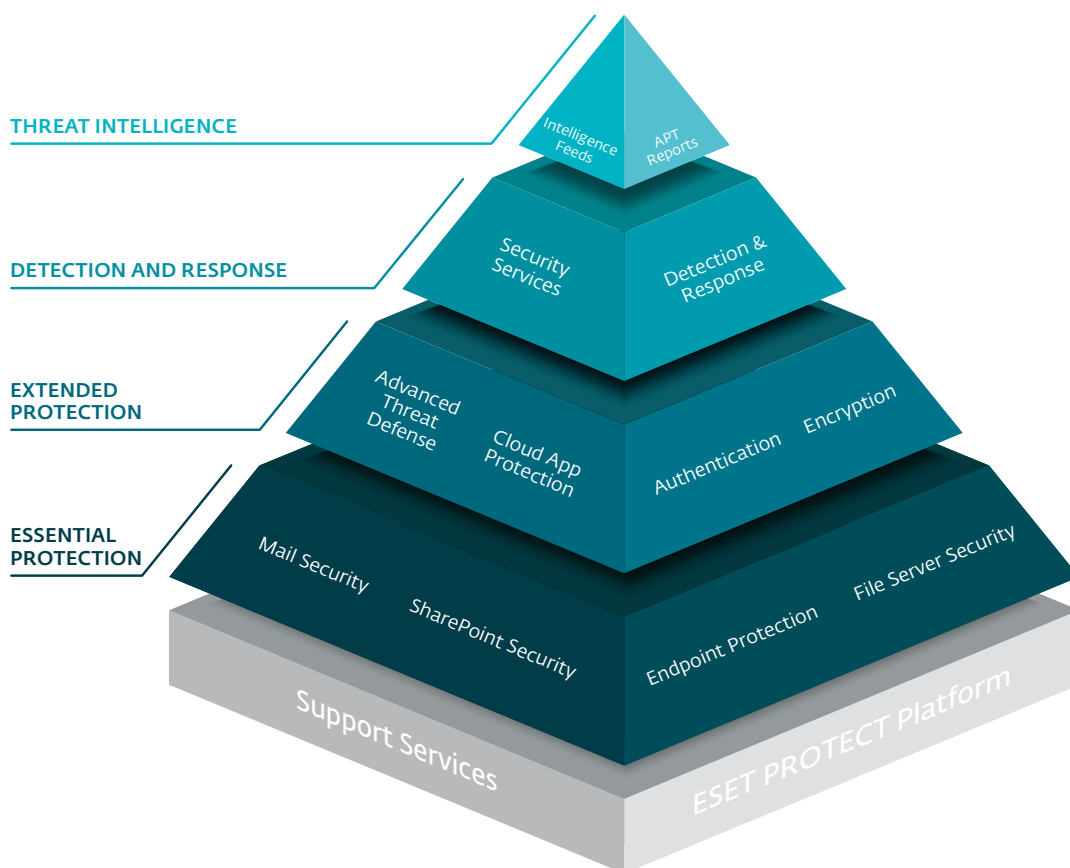 THREAT INTELLIGENCE
Intelligence
Feeds
APT
Reports
DETECTION AND RESPONSE
Security
Services
Detection &
Response
EXTENDED
PROTECTION
Advanced
Threat
Defense
Cloud App
Protection
Authentication
Encryption
ESSENTIAL
PROTECTION
Mail Security
SharePoint Security
Endpoint Protection
File Server Security
Support Services
ESET PROTECT Platform